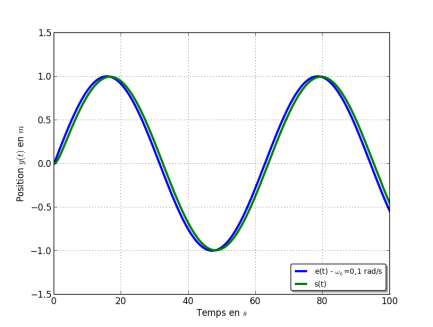 1.5
1.0
0.5
0.0
−0.5
−1.0
−1.5
Position y(t) en m
0 20 40 60 80 100
Temps en s
e(t) - ω₀=0,1 rad/s
s(t)